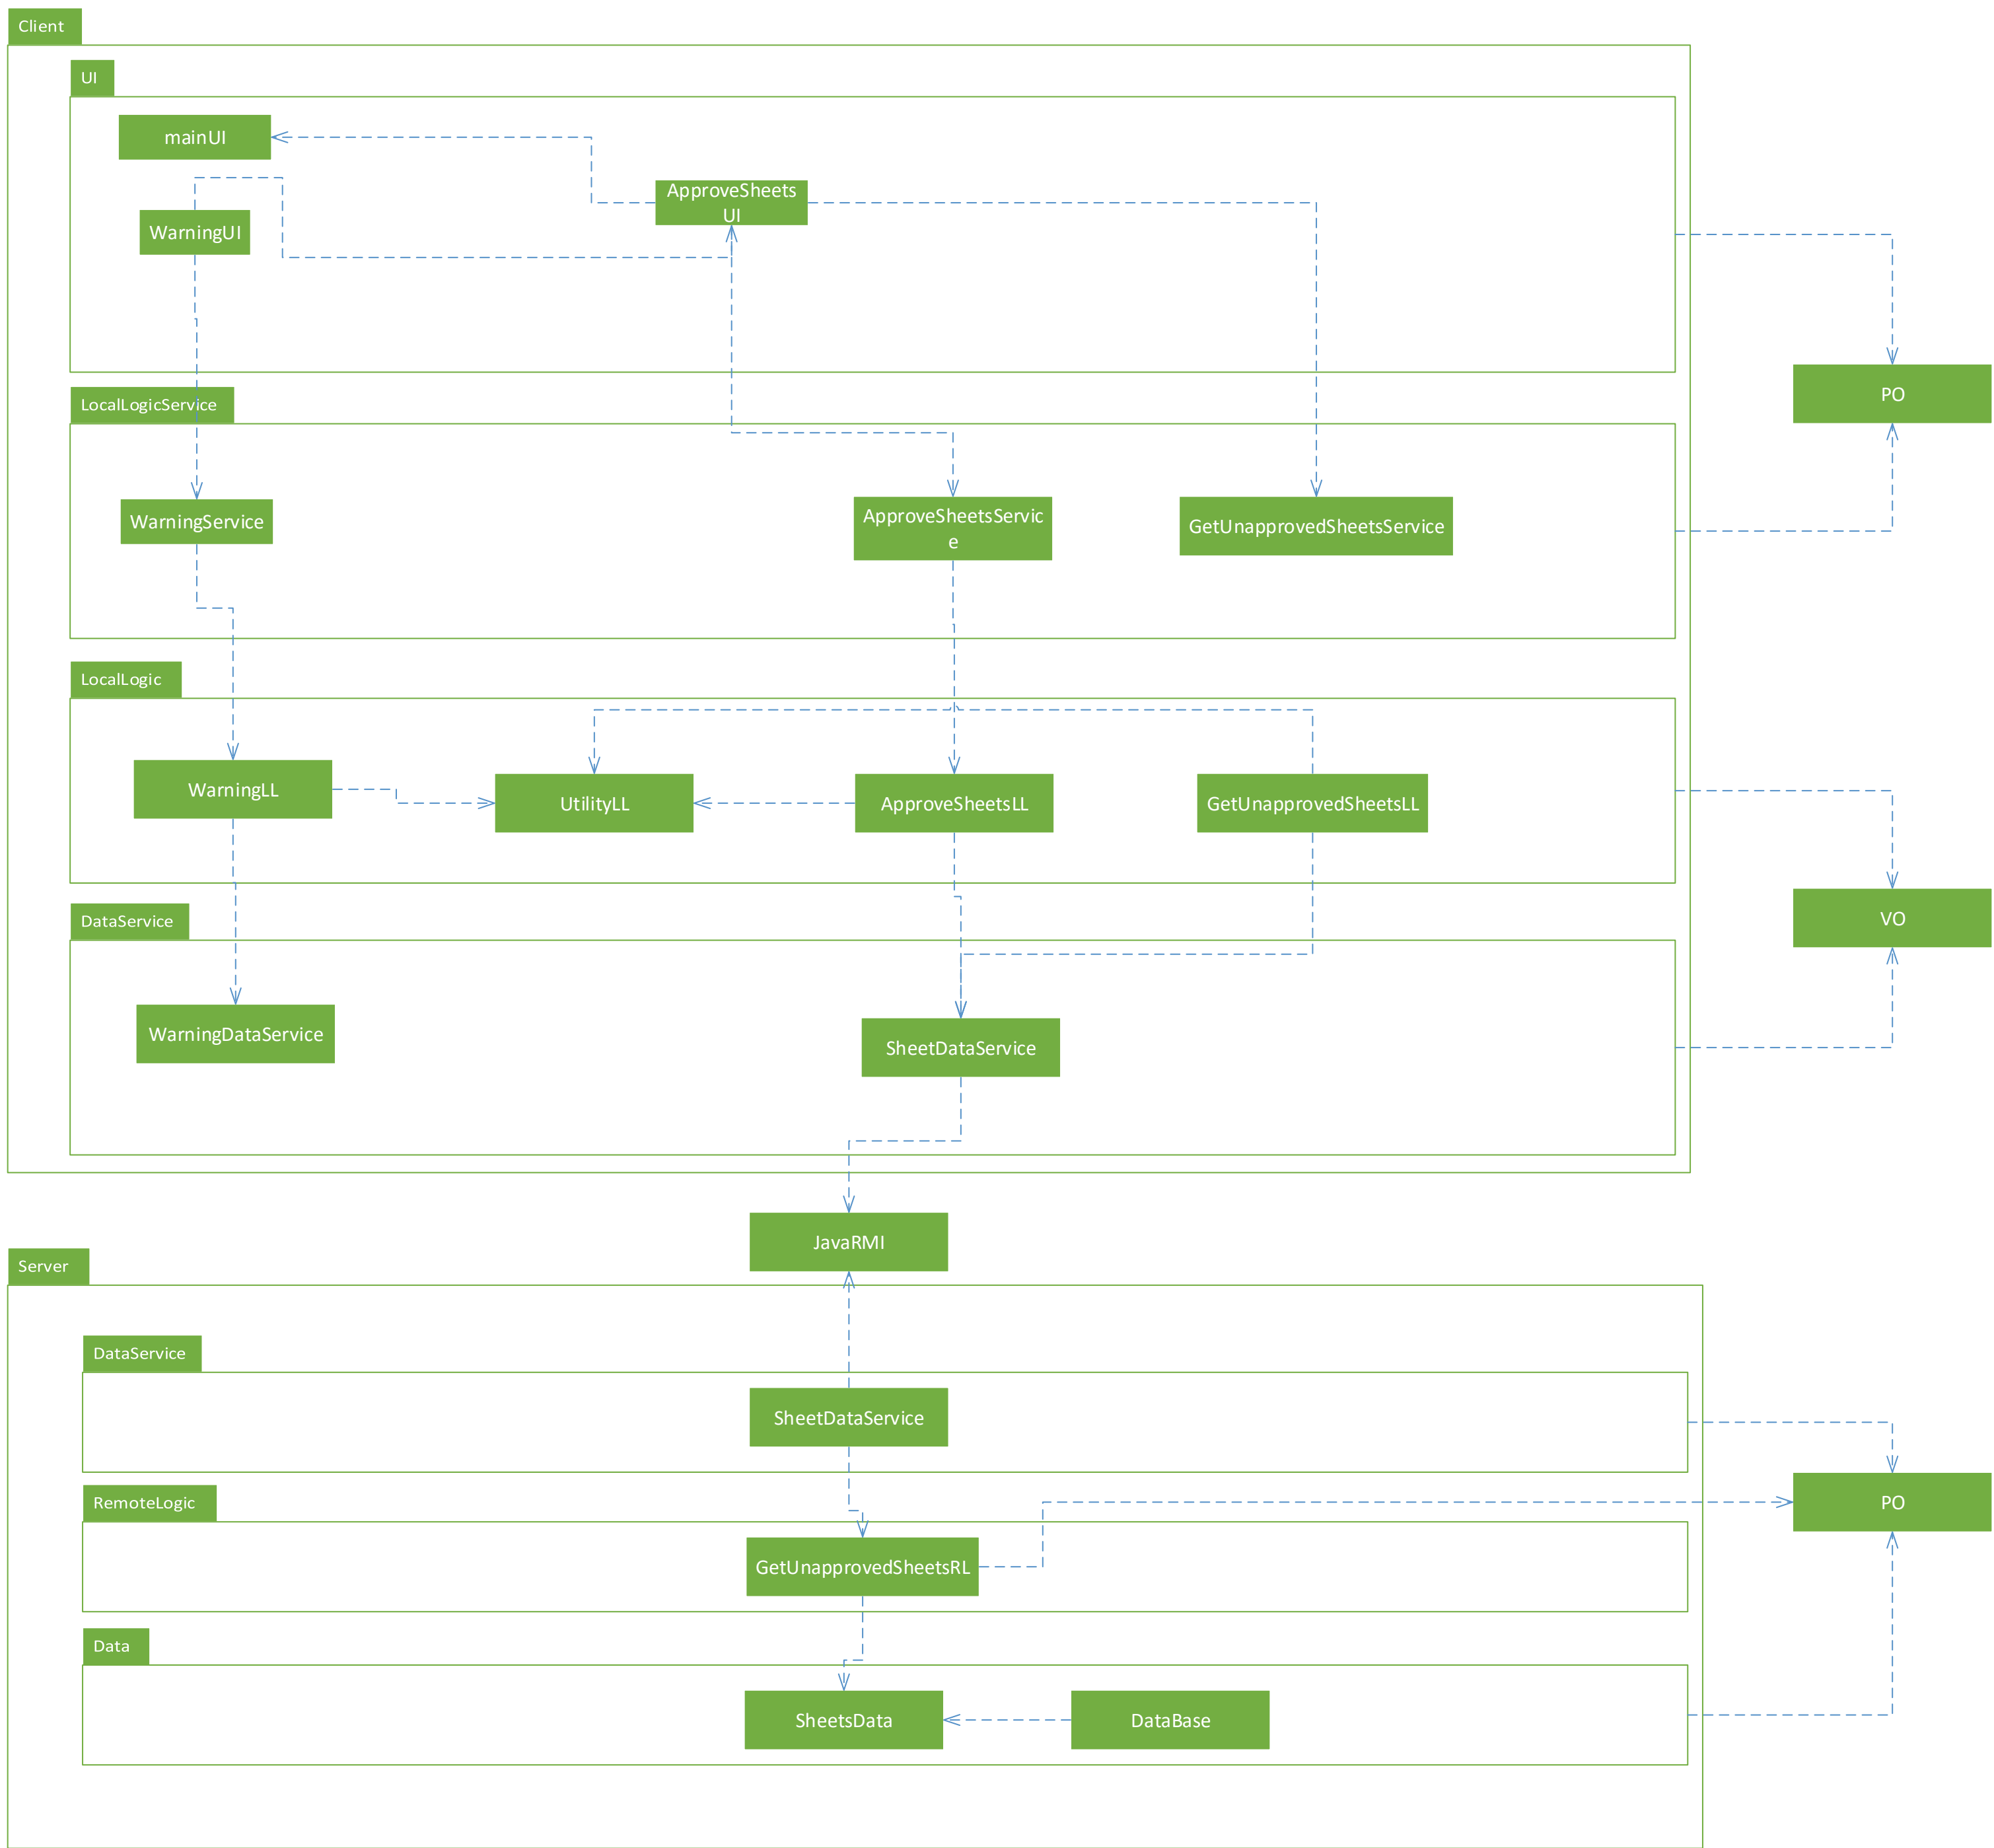 Client
UI
mainUI
ApproveSheets
UI
WarningUI
PO
LocalLogicService
WarningService
ApproveSheetsServic
e
GetUnapprovedSheetsService
LocalLogic
WarningLL
UtilityLL
ApproveSheetsLL
GetUnapprovedSheetsLL
VO
DataService
WarningDataService
SheetDataService
JavaRMI
Server
DataService
SheetDataService
PO
RemoteLogic
GetUnapprovedSheetsRL
Data
SheetsData
DataBase